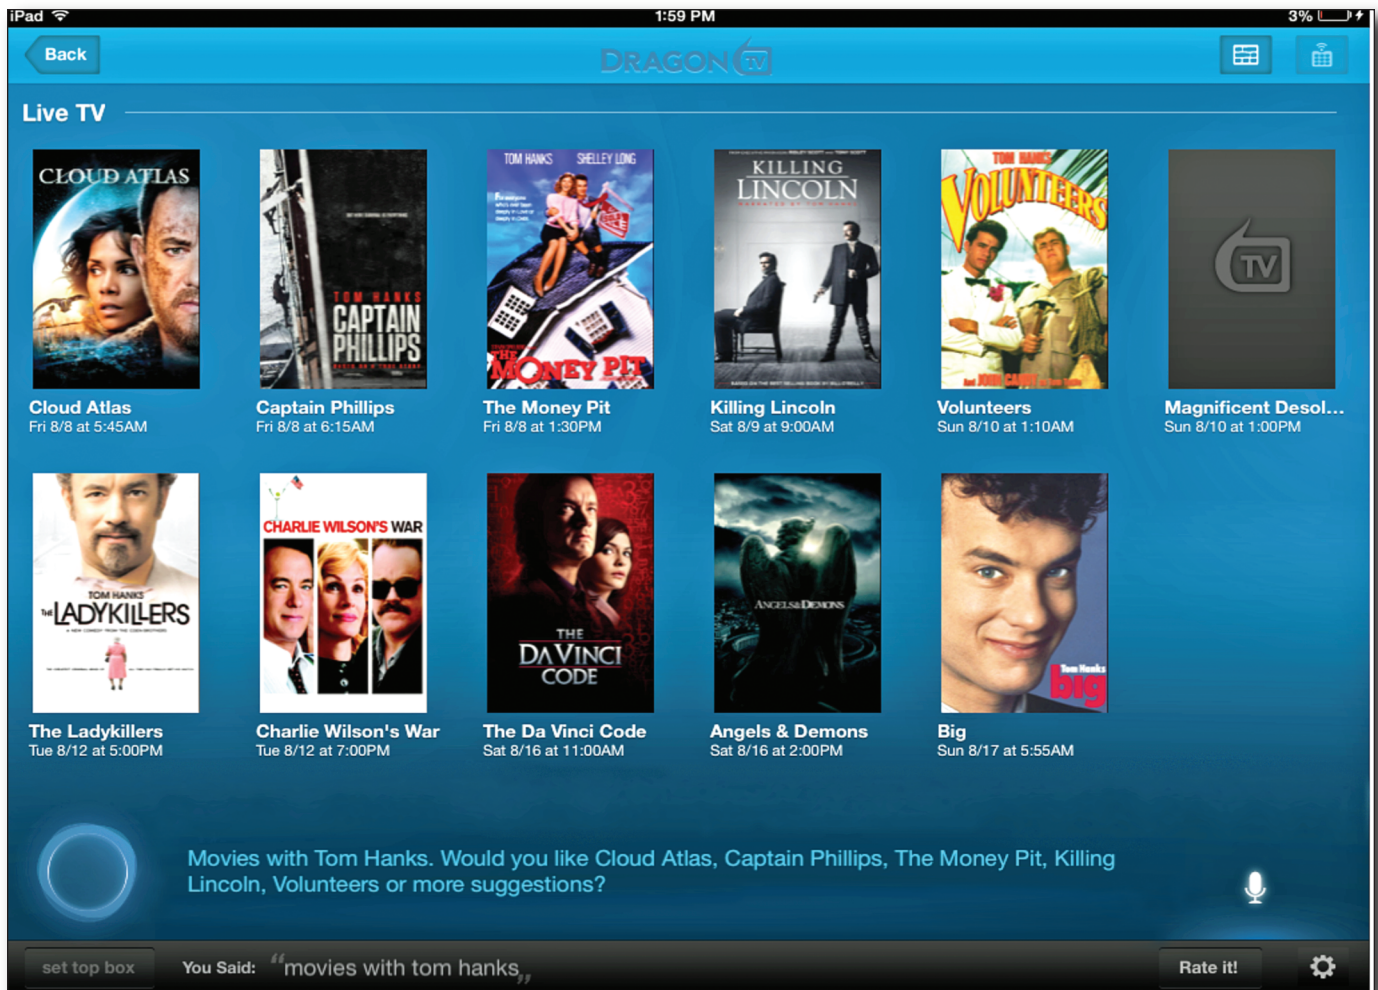 iPad 1:59 PM 3%
Back
DRAGON TV
Live TV
CLOUD ATLAS
TOM HANKS
CAPTAIN
PHILLIPS
TOM HANKS SHELLEY LONG
THE
MONEY PIT
KILLING
LINCOLN
TOM HANKS
VOLUNTEERS
And JOHN CANDY
TV
Cloud Atlas
Fri 8/8 at 5:45AM
Captain Phillips
Fri 8/8 at 6:15AM
The Money Pit
Fri 8/8 at 1:30PM
Killing Lincoln
Sat 8/9 at 9:00AM
Volunteers
Sun 8/10 at 1:10AM
Magnificent Desol...
Sun 8/10 at 1:00PM
TOM HANKS
THE LADYKILLERS
CHARLIE WILSON'S WAR
THE
DA VINCI
CODE
ANGELS & DEMONS
Tom Hanks
big
The Ladykillers
Tue 8/12 at 5:00PM
Charlie Wilson's War
Tue 8/12 at 7:00PM
The Da Vinci Code
Sat 8/16 at 11:00AM
Angels & Demons
Sat 8/16 at 2:00PM
Big
Sun 8/17 at 5:55AM
Movies with Tom Hanks. Would you like Cloud Atlas, Captain Phillips, The Money Pit, Killing
Lincoln, Volunteers or more suggestions?
set top box You Said: “movies with tom hanks„ Rate it!